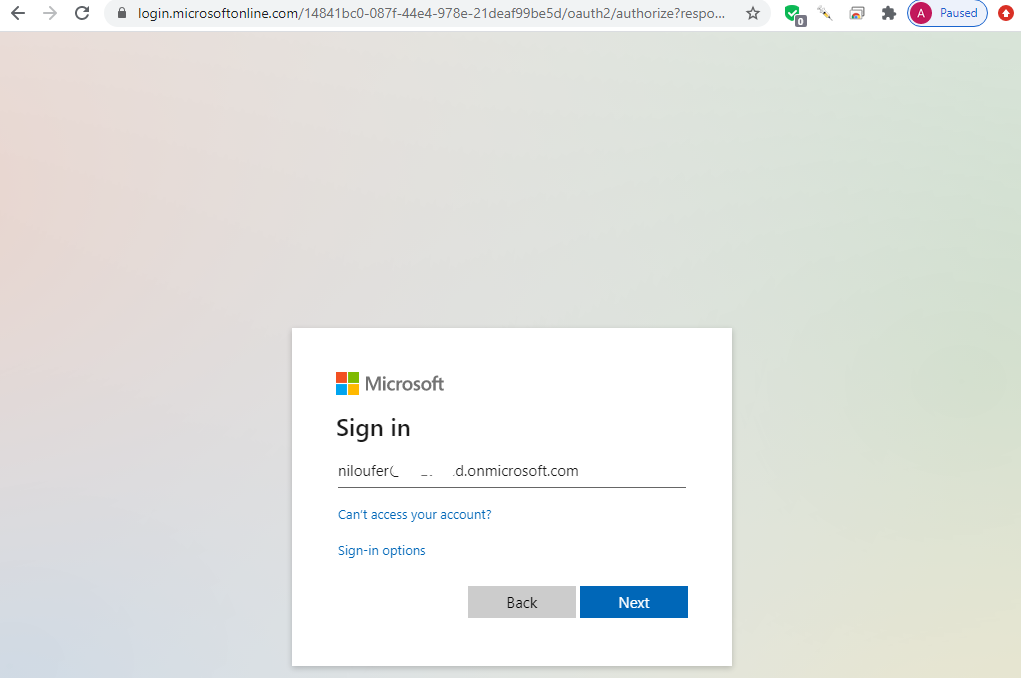 login.microsoftonline.com/14841bc0-087f-44e4-978e-21deaf99be5d/oauth2/authorize?respo...
0
A Paused
Microsoft
Sign in
niloufer d.onmicrosoft.com
Can't access your account?
Sign-in options
Back Next